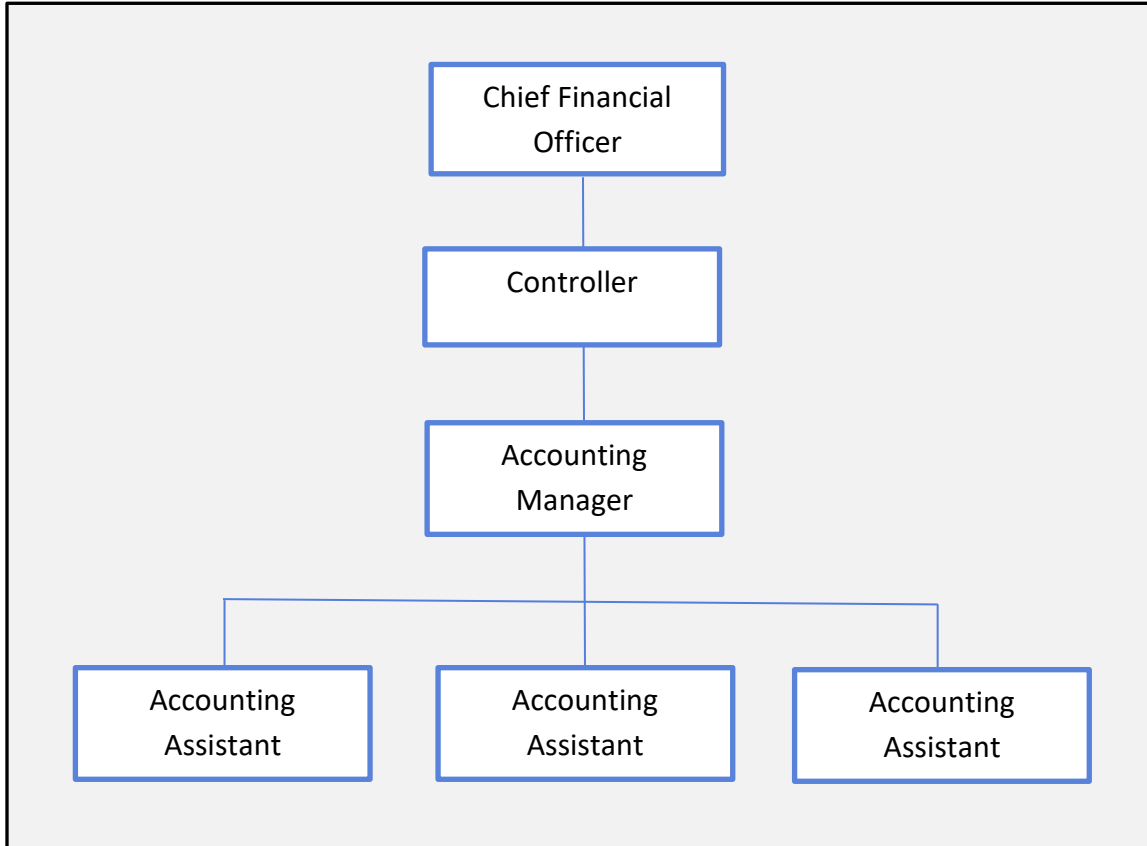 Chief Financial
Officer
Controller
Accounting
Manager
Accounting
Assistant
Accounting
Assistant
Accounting
Assistant